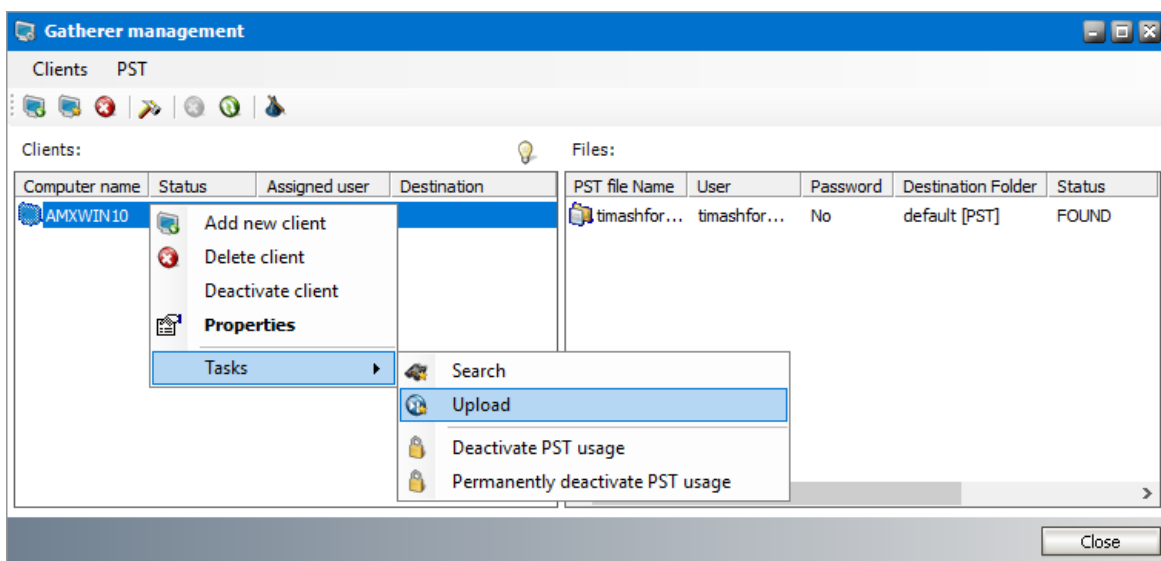 Gatherer management
Clients PST
Clients: Files:
Computer name Status Assigned user Destination PST file Name User Password Destination Folder Status
AMXWIN10 timashfor... timashfor... No default [PST] FOUND
Add new client
Delete client
Deactivate client
Properties
Tasks
Search
Upload
Deactivate PST usage
Permanently deactivate PST usage
Close